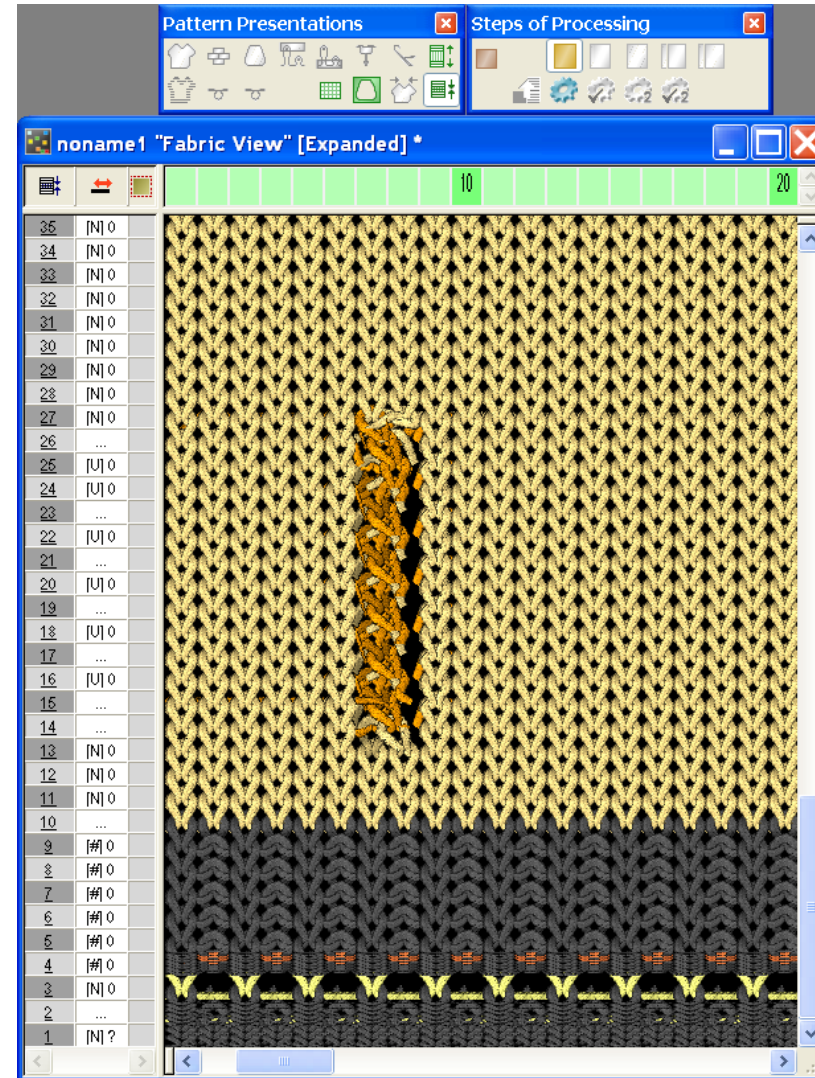 Pattern Presentations
Steps of Processing
noname1 "Fabric View" [Expanded] *
10 20
35 [N] 0
34 [N] 0
33 [N] 0
32 [N] 0
31 [N] 0
30 [N] 0
29 [N] 0
28 [N] 0
27 [N] 0
26 ...
25 [U] 0
24 [U] 0
23 ...
22 [U] 0
21 ...
20 [U] 0
19 ...
18 [U] 0
17 ...
16 [U] 0
15 ...
14 ...
13 [N] 0
12 [N] 0
11 [N] 0
10 ...
9 [#] 0
8 [#] 0
7 [#] 0
6 [#] 0
5 [#] 0
4 [#] 0
3 [N] 0
2 ...
1 [N] ?